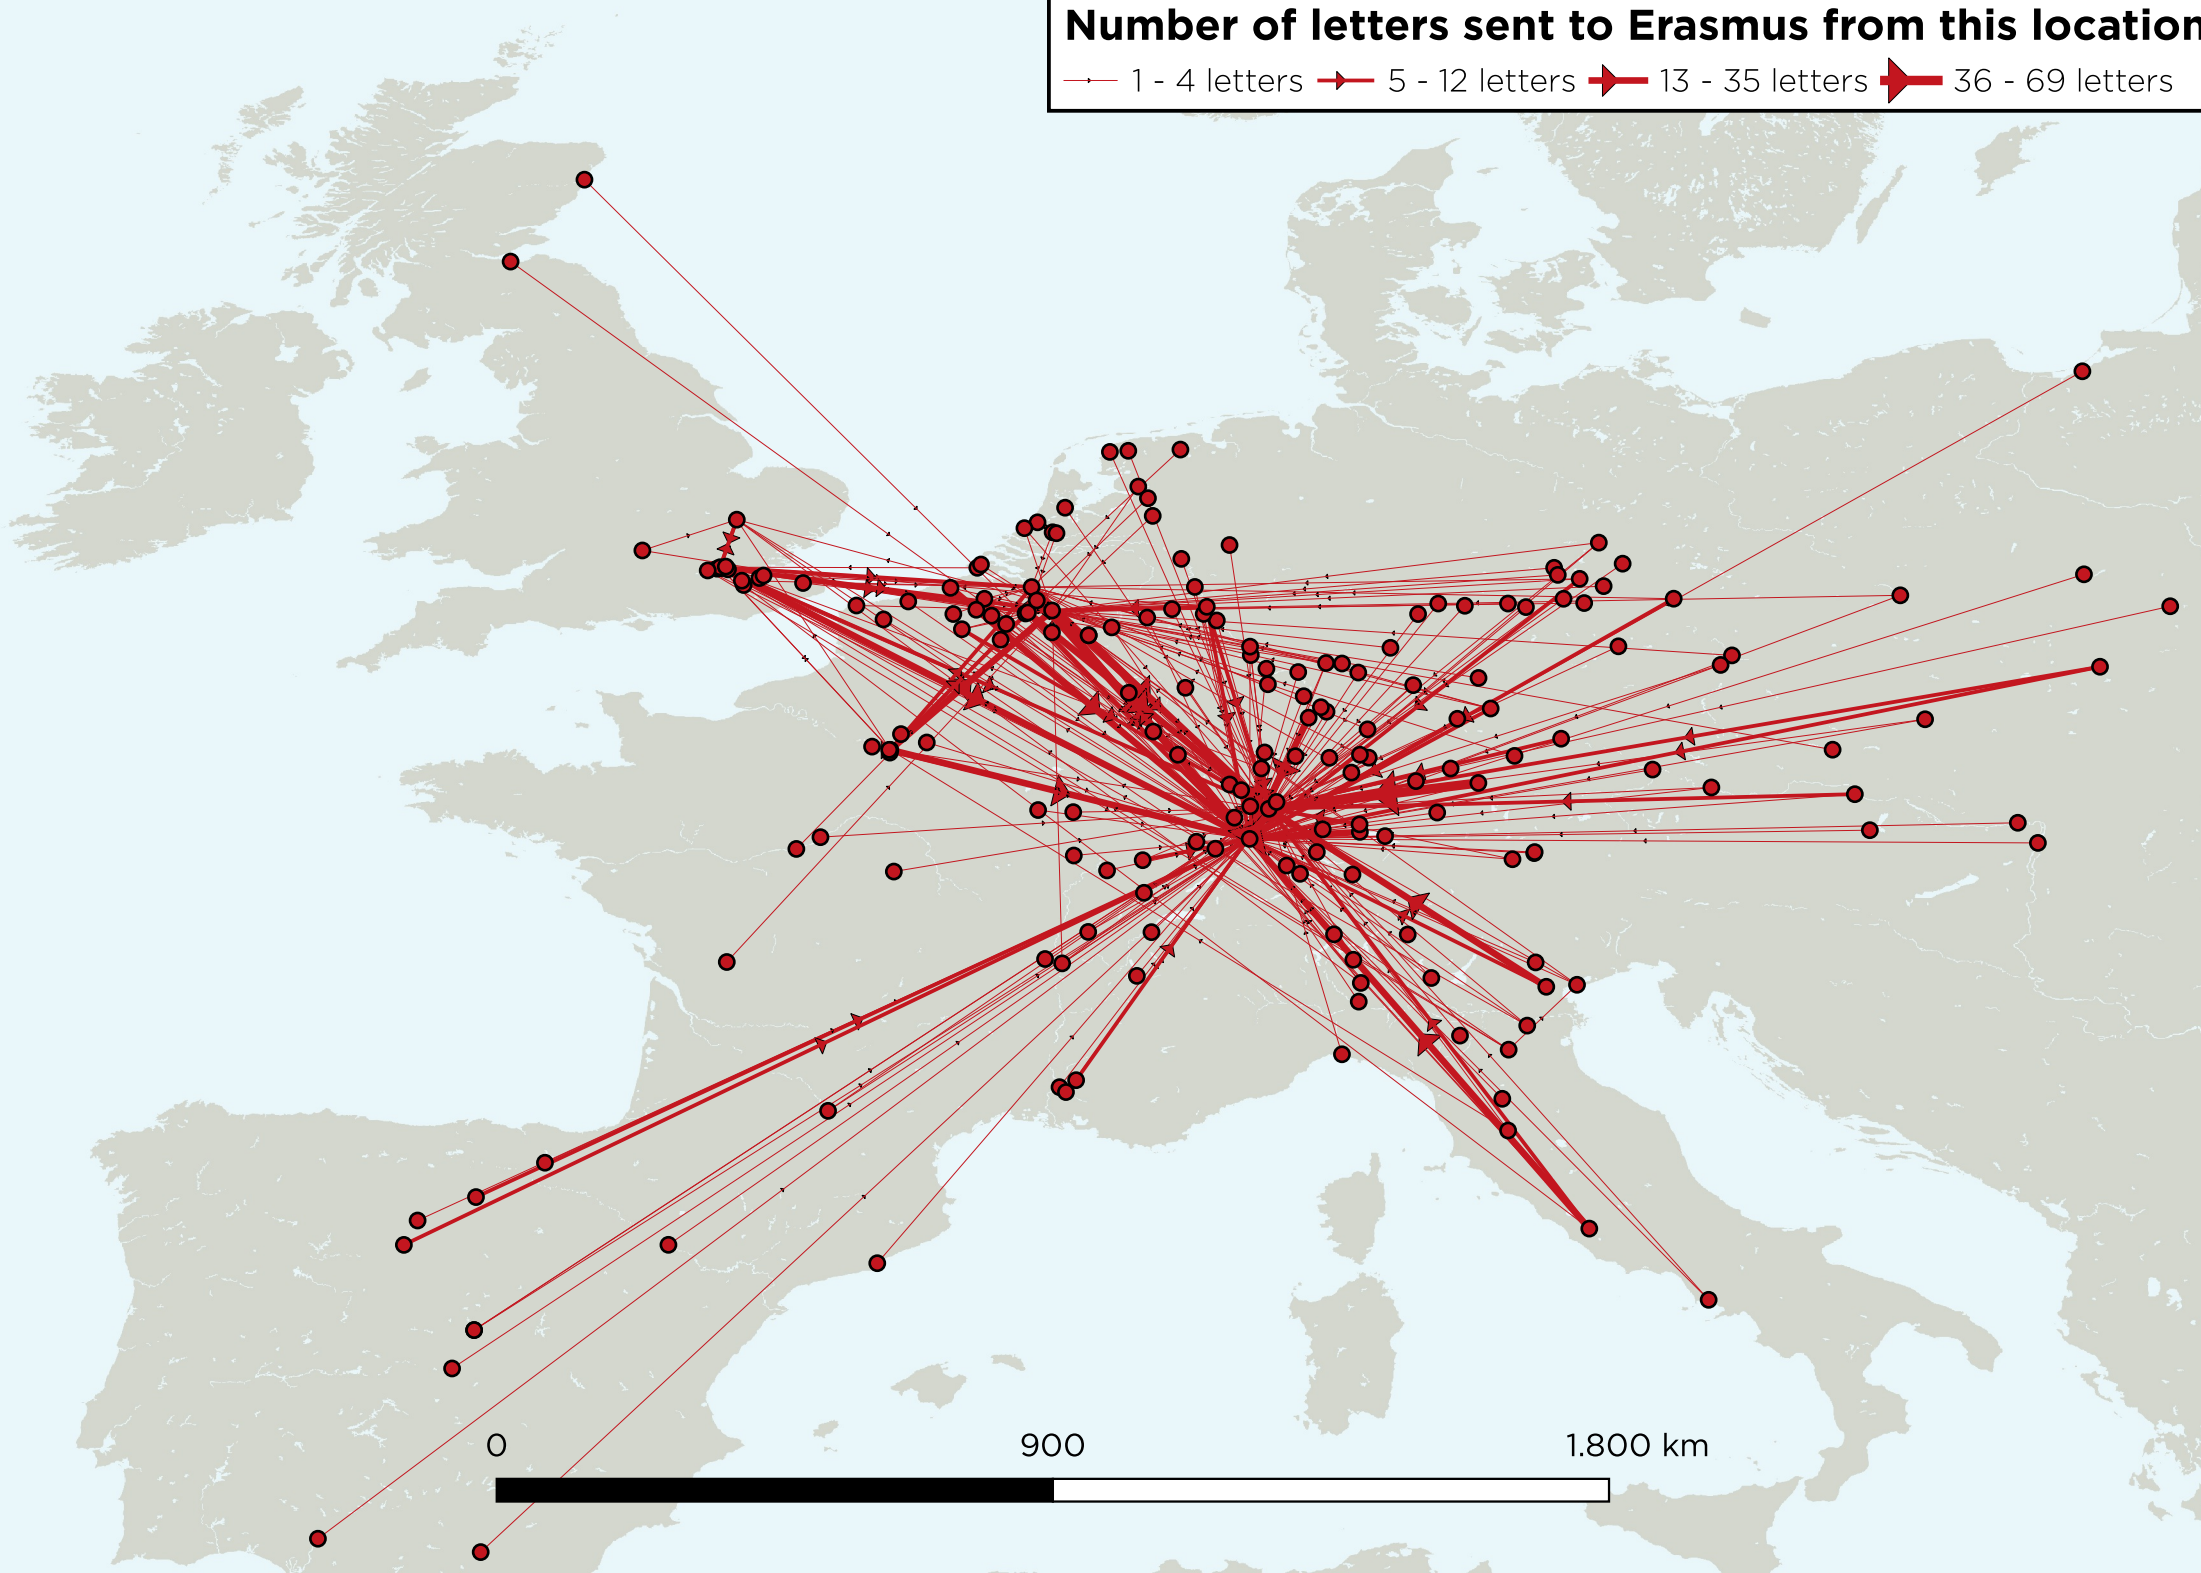 Number of letters sent to Erasmus from this location
1 - 4 letters 5 - 12 letters 13 - 35 letters 36 - 69 letters
0 900 1.800 km